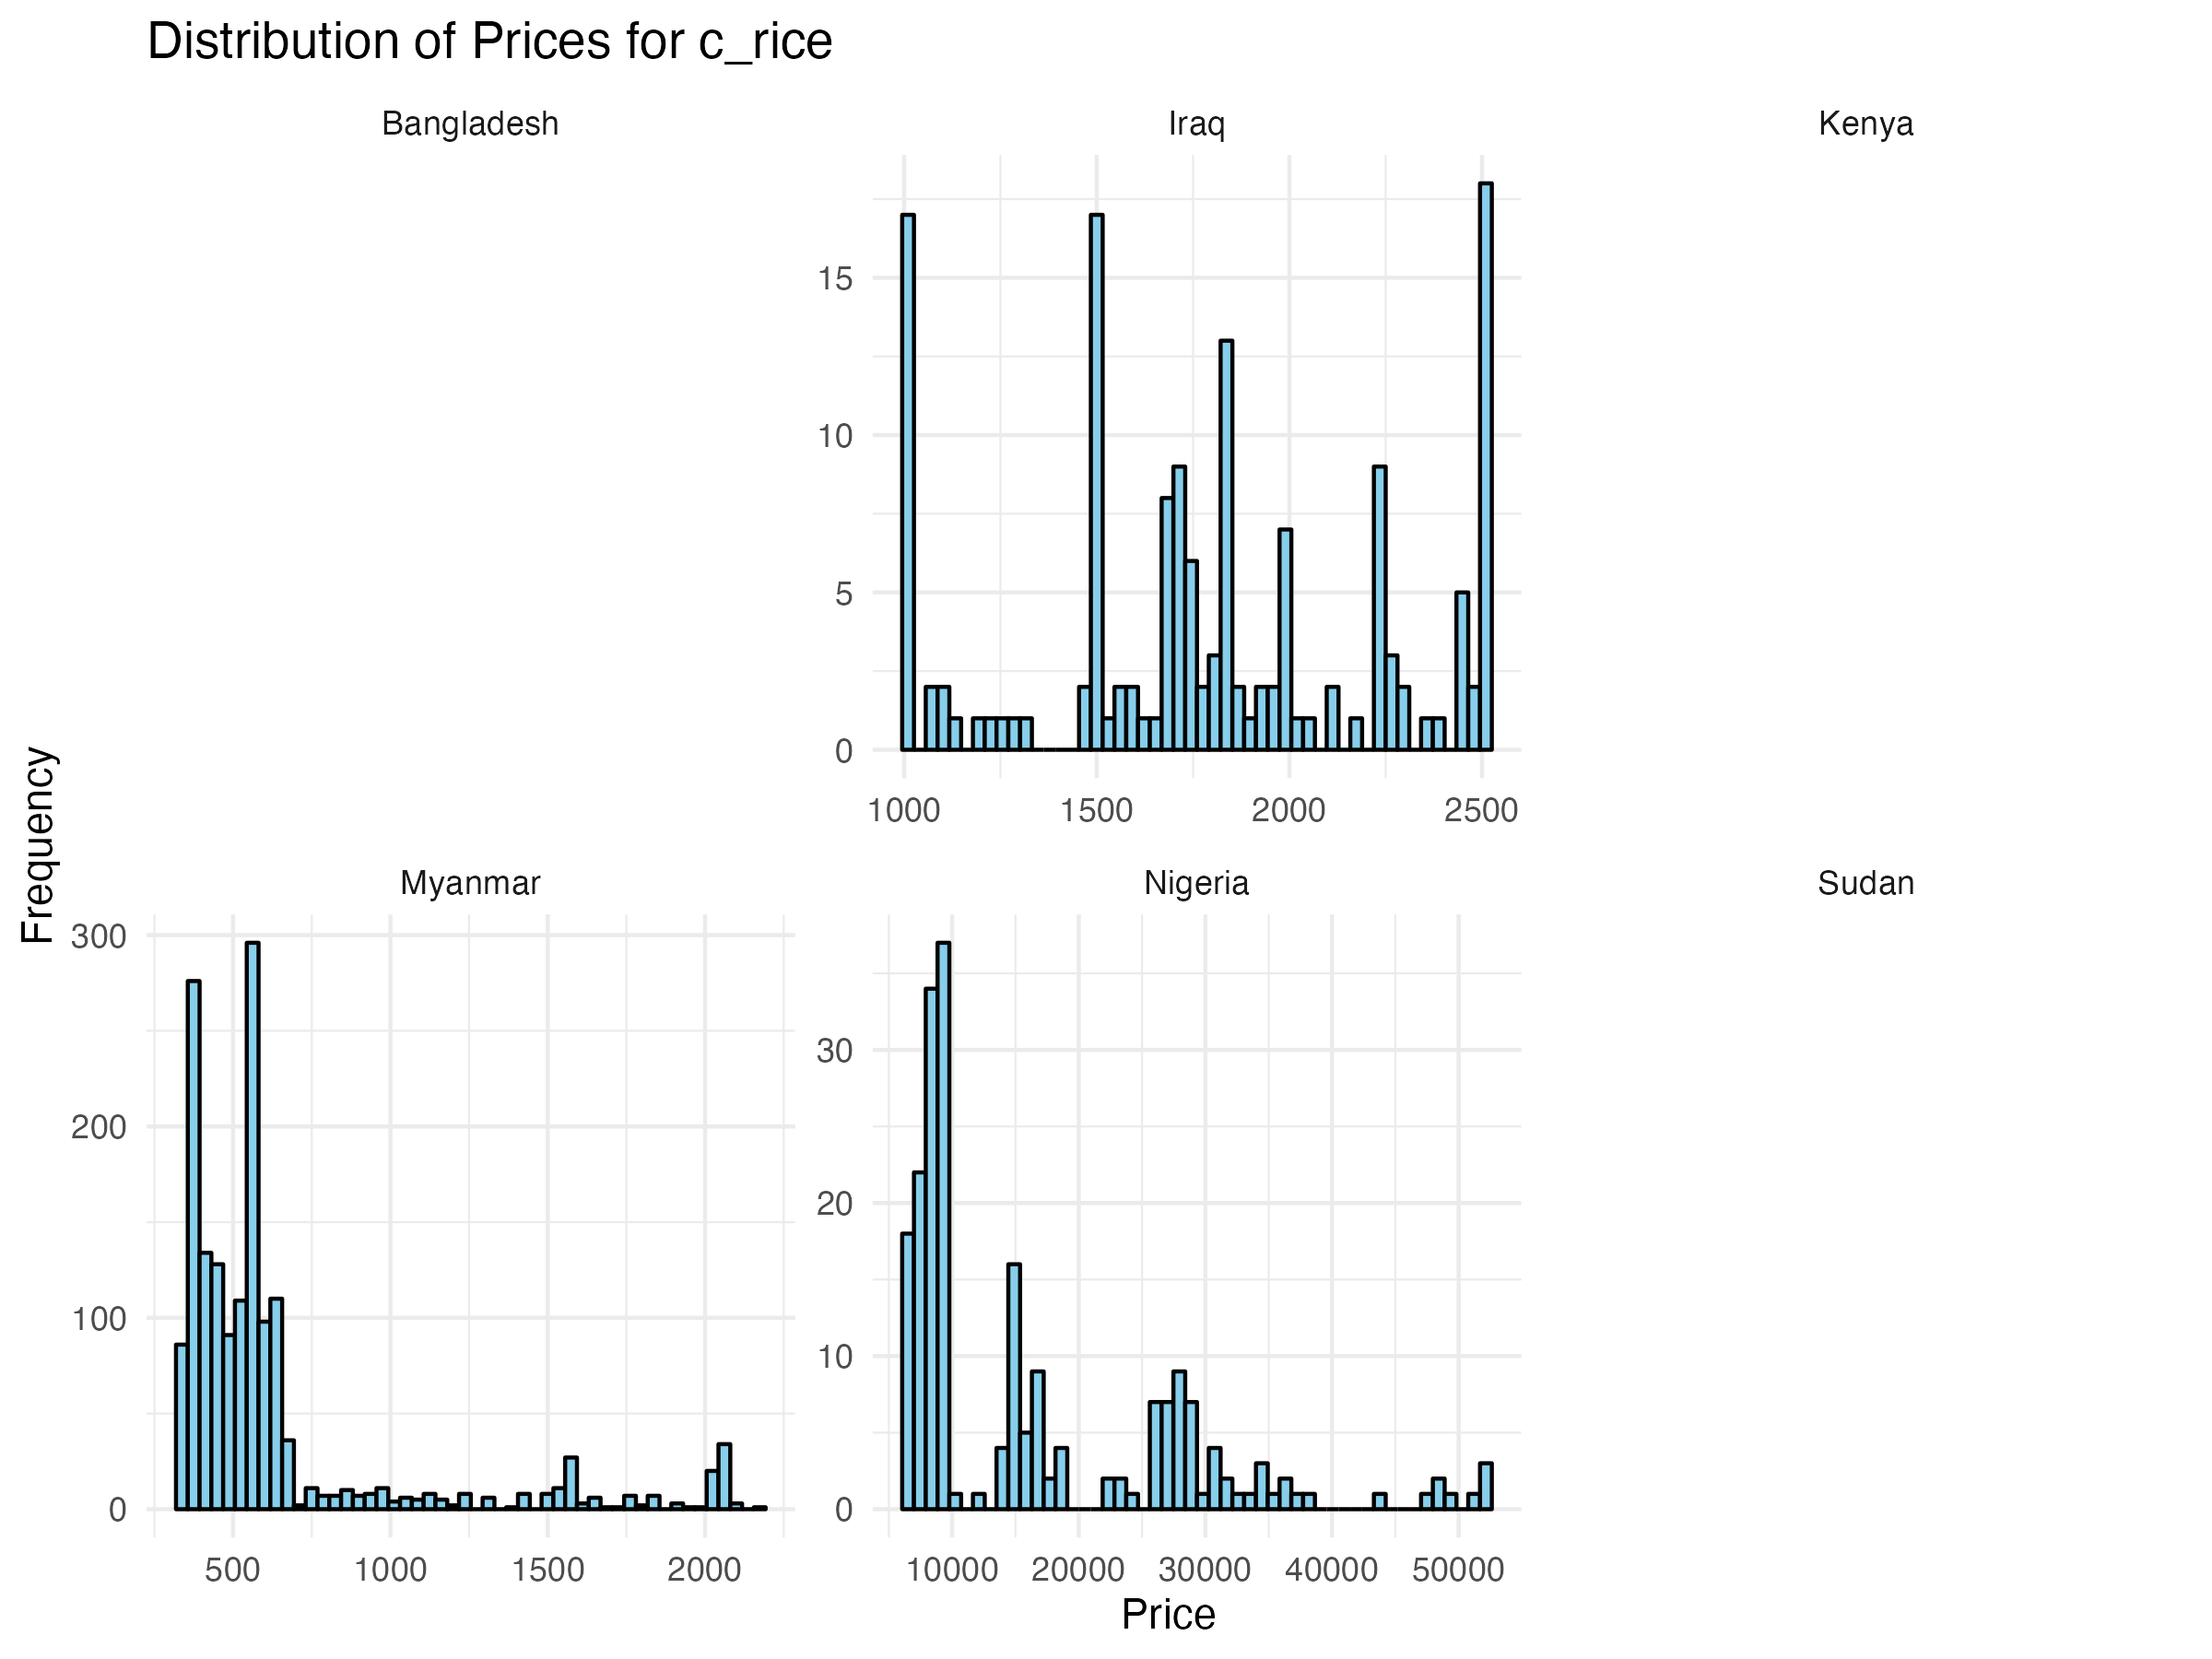 Distribution of Prices for c_rice
Bangladesh
Iraq
Kenya
15
10
5
0
1000 1500 2000 2500
Frequency
Myanmar
Nigeria
Sudan
300
200
100
0
500 1000 1500 2000
30
20
10
0
10000 20000 30000 40000 50000
Price